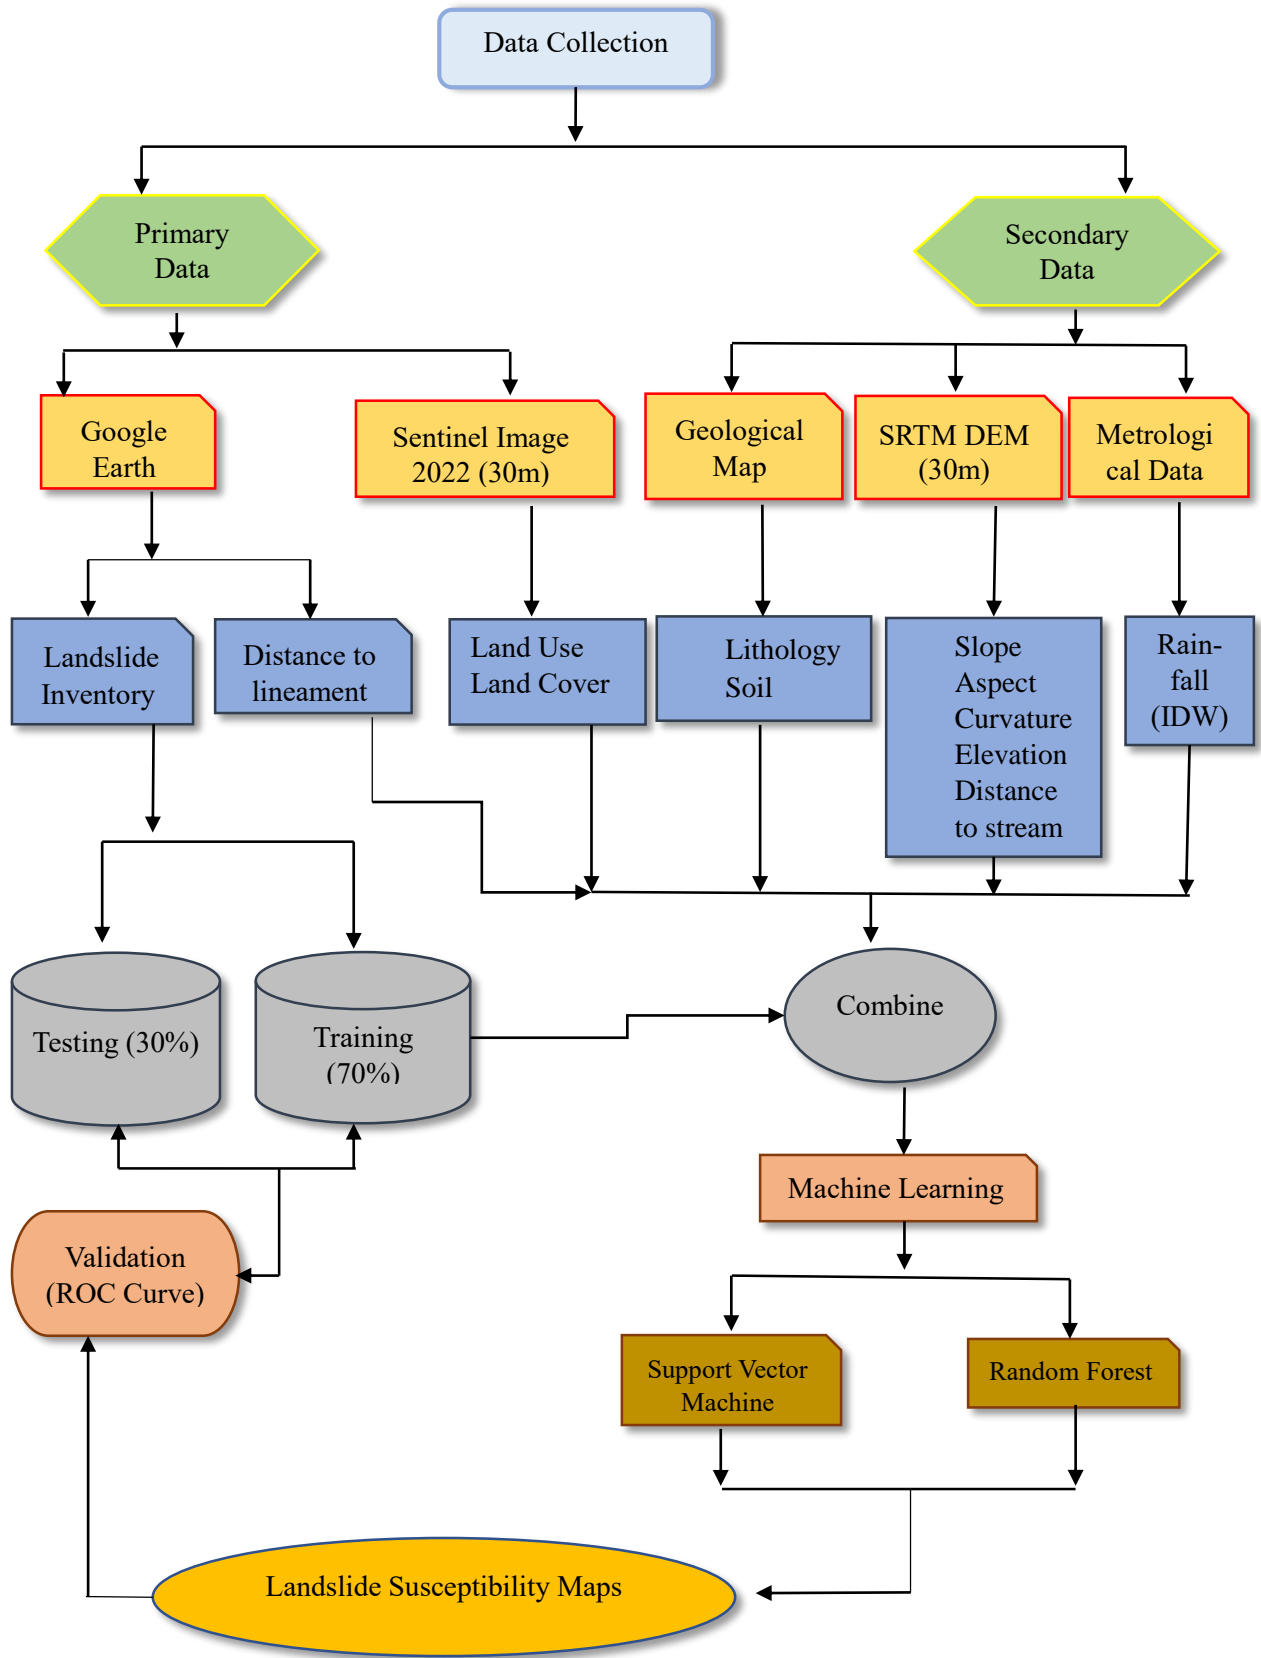 Data Collection
Primary
Data
Secondary
Data
Google
Earth
Sentinel Image
2022 (30m)
Geological
Map
SRTM DEM
(30m)
Metrologi
cal Data
Landslide
Inventory
Distance to
lineament
Land Use
Land Cover
Lithology
Soil
Slope
Aspect
Curvature
Elevation
Distance
to stream
Rain-
fall
(IDW)
Testing (30%)
Training
(70%)
Combine
Machine Learning
Validation
(ROC Curve)
Support Vector
Machine
Random Forest
Landslide Susceptibility Maps